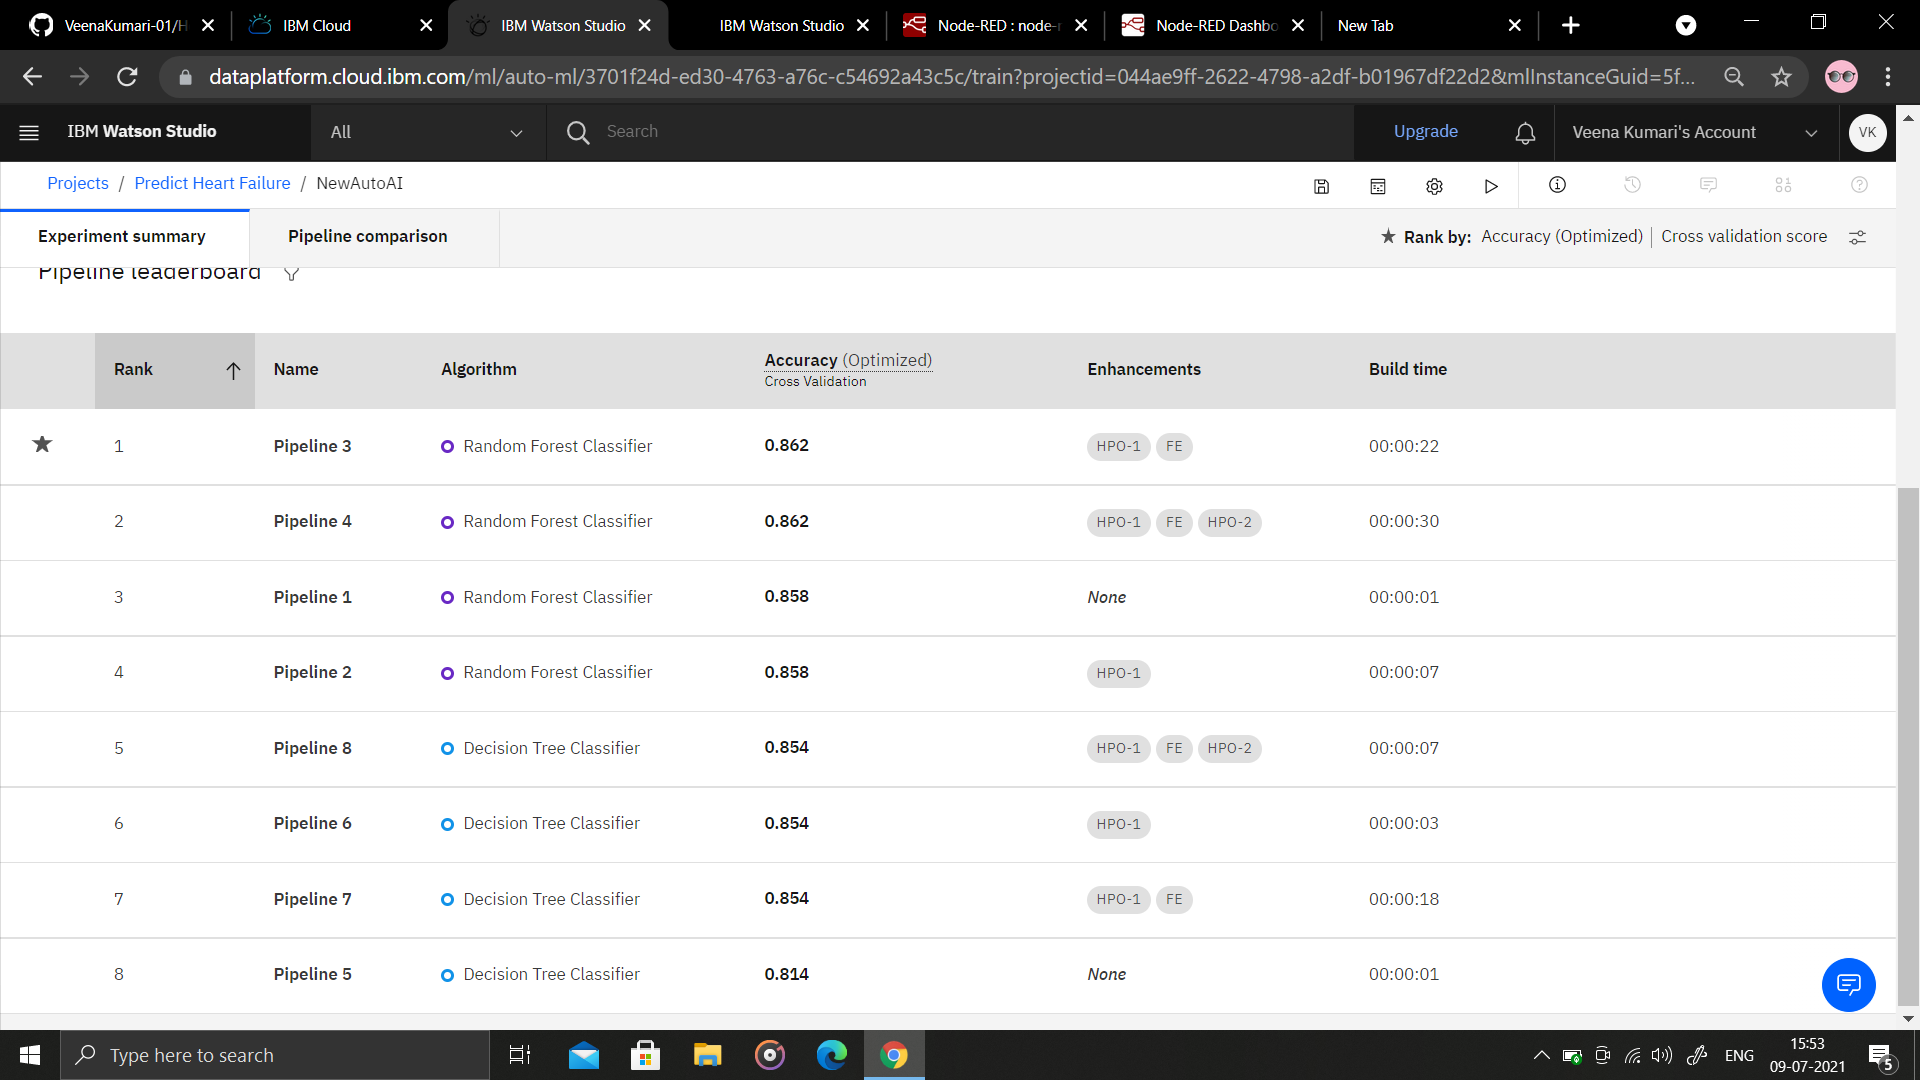 VeenaKumari-01/H
IBM Cloud
IBM Watson Studio
IBM Watson Studio
Node-RED : node-r
Node-RED Dashbo
New Tab
dataplatform.cloud.ibm.com/ml/auto-ml/3701f24d-ed30-4763-a76c-c54692a43c5c/train?projectid=044ae9ff-2622-4798-a2df-b01967df22d2&mlInstanceGuid=5f...
IBM Watson Studio
All
Search
Upgrade
Veena Kumari's Account
VK
Projects / Predict Heart Failure / NewAutoAI
Experiment summary
Pipeline comparison
Rank by: Accuracy (Optimized) | Cross validation score
Pipeline leaderboard
Rank Name Algorithm Accuracy (Optimized) Enhancements Build time
Cross Validation
1 Pipeline 3 Random Forest Classifier 0.862 HPO-1 FE 00:00:22
2 Pipeline 4 Random Forest Classifier 0.862 HPO-1 FE HPO-2 00:00:30
3 Pipeline 1 Random Forest Classifier 0.858 None 00:00:01
4 Pipeline 2 Random Forest Classifier 0.858 HPO-1 00:00:07
5 Pipeline 8 Decision Tree Classifier 0.854 HPO-1 FE HPO-2 00:00:07
6 Pipeline 6 Decision Tree Classifier 0.854 HPO-1 00:00:03
7 Pipeline 7 Decision Tree Classifier 0.854 HPO-1 FE 00:00:18
8 Pipeline 5 Decision Tree Classifier 0.814 None 00:00:01
Type here to search
ENG
15:53
09-07-2021
5